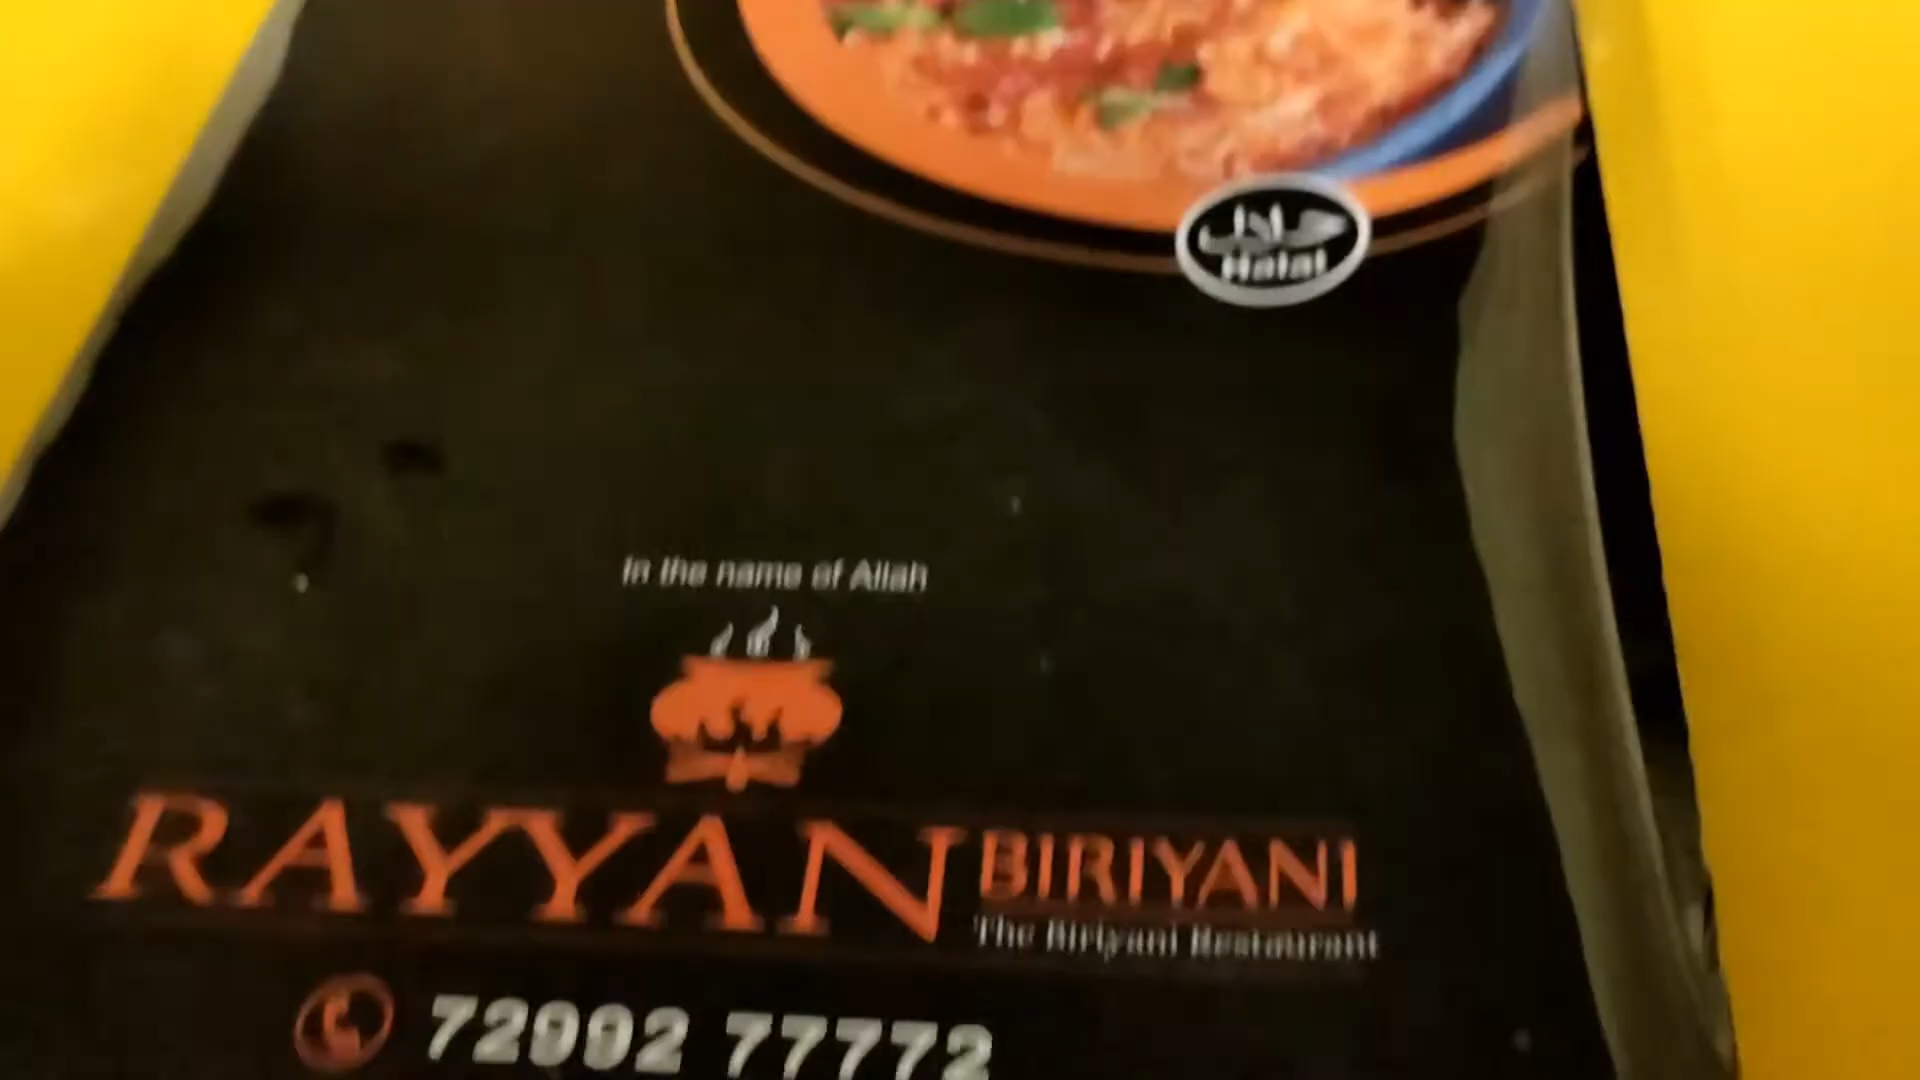 حلال
Halal
In the name of Allah
RAYYAN BIRIYANI
The Biriyani Restaurant
72992 77772